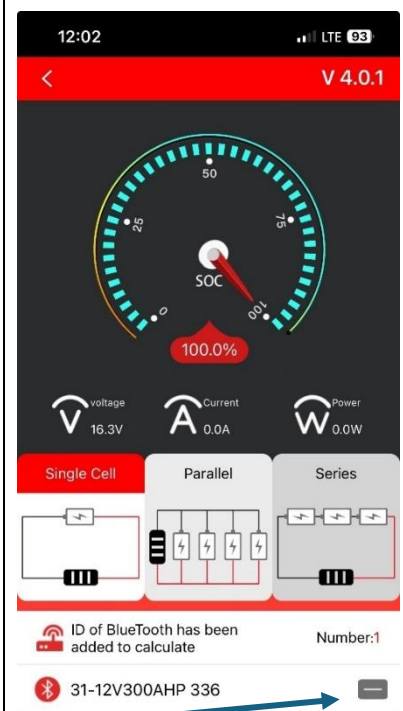 12:02 LTE 93
V 4.0.1
0 25 50 75 100
SOC
100.0%
voltage Current Power
V 16.3V A 0.0A W 0.0W
Single Cell Parallel Series
ID of BlueTooth has been
added to calculate
Number:1
31-12V300AHP 336